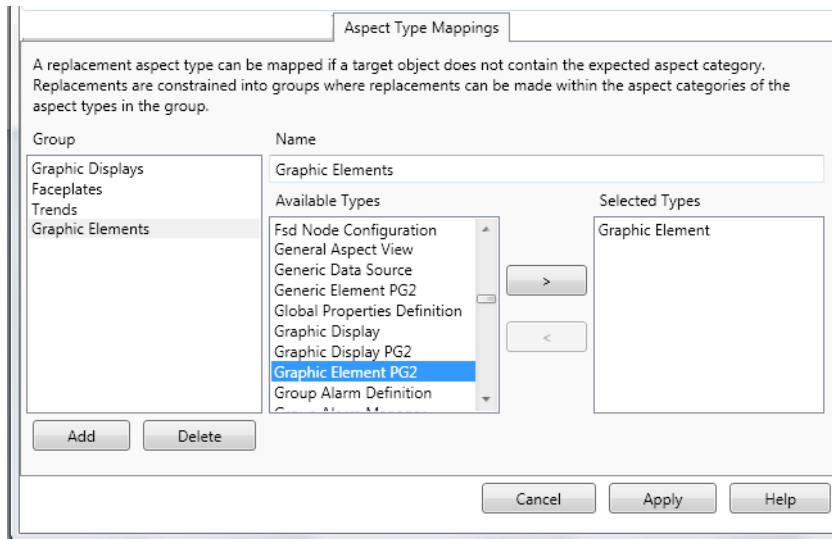 Aspect Type Mappings
A replacement aspect type can be mapped if a target object does not contain the expected aspect category.
Replacements are constrained into groups where replacements can be made within the aspect categories of the
aspect types in the group.
Group
Name
Graphic Displays
Faceplates
Trends
Graphic Elements
Graphic Elements
Available Types
Selected Types
Fsd Node Configuration
General Aspect View
Generic Data Source
Generic Element PG2
Global Properties Definition
Graphic Display
Graphic Display PG2
Graphic Element PG2
Group Alarm Definition
>
<
Graphic Element
Add
Delete
Cancel
Apply
Help